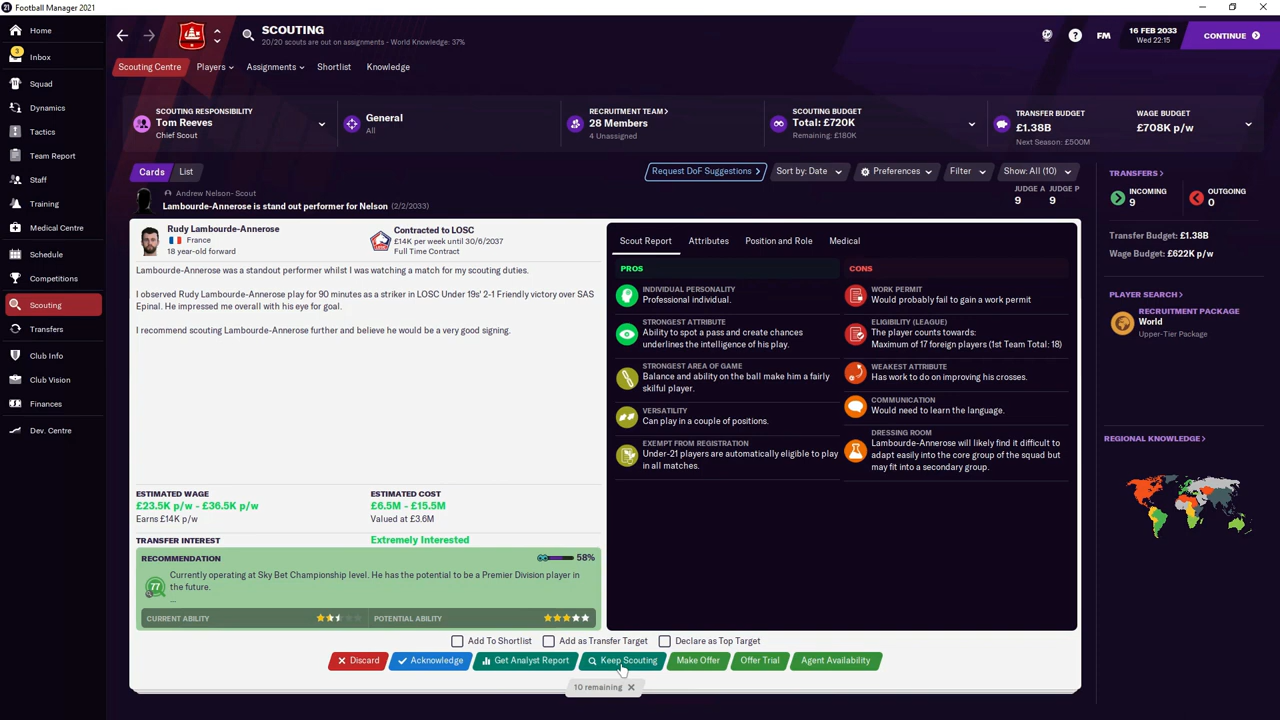 Football Manager 2021
Home
3
Inbox
Squad
Dynamics
Tactics
Team Report
Staff
Training
Medical Centre
Schedule
Competitions
Scouting
Transfers
Club Info
Club Vision
Finances
Dev. Centre
SCOUTING
20/20 scouts are out on assignments - World Knowledge: 37%
FM
16 FEB 2033
Wed 22:15
CONTINUE
Scouting Centre
Players
Assignments
Shortlist
Knowledge
SCOUTING RESPONSIBILITY
Tom Reeves
Chief Scout
General
All
RECRUITMENT TEAM >
28 Members
4 Unassigned
SCOUTING BUDGET
Total: £720K
Remaining: £180K
TRANSFER BUDGET
£1.38B
Next Season: £500M
WAGE BUDGET
£708K p/w
Cards
List
Request DoF Suggestions >
Sort by: Date
Preferences
Filter
Show: All (10)
Andrew Nelson-Scout
Lambourde-Annerose is stand out performer for Nelson (2/2/2033)
JUDGE A JUDGE P
9 9
Rudy Lambourde-Annerose
France
18 year-old forward
Contracted to LOSC
£14K per week until 30/6/2037
Full Time Contract
Lambourde-Annerose was a standout performer whilst I was watching a match for my scouting duties.
I observed Rudy Lambourde-Annerose play for 90 minutes as a striker in LOSC Under 19s' 2-1 Friendly victory over SAS
Epinal. He impressed me overall with his eye for goal.
I recommend scouting Lambourde-Annerose further and believe he would be a very good signing.
ESTIMATED WAGE
£23.5K p/w - £36.5K p/w
Earns £14K p/w
ESTIMATED COST
£6.5M - £15.5M
Valued at £3.6M
TRANSFER INTEREST
Extremely Interested
RECOMMENDATION
58%
77
Currently operating at Sky Bet Championship level. He has the potential to be a Premier Division player in
the future.
...
CURRENT ABILITY
POTENTIAL ABILITY
Scout Report
Attributes
Position and Role
Medical
PROS
INDIVIDUAL PERSONALITY
Professional individual.
STRONGEST ATTRIBUTE
Ability to spot a pass and create chances
underlines the intelligence of his play.
STRONGEST AREA OF GAME
Balance and ability on the ball make him a fairly
skilful player.
VERSATILITY
Can play in a couple of positions.
EXEMPT FROM REGISTRATION
Under-21 players are automatically eligible to play
in all matches.
CONS
WORK PERMIT
Would probably fail to gain a work permit
ELIGIBILITY (LEAGUE)
The player counts towards:
Maximum of 17 foreign players (1st Team Total: 18)
WEAKEST ATTRIBUTE
Has work to do on improving his crosses.
COMMUNICATION
Would need to learn the language.
DRESSING ROOM
Lambourde-Annerose will likely find it difficult to
adapt easily into the core group of the squad but
may fit into a secondary group.
Add To Shortlist
Add as Transfer Target
Declare as Top Target
Discard
Acknowledge
Get Analyst Report
Keep Scouting
Make Offer
Offer Trial
Agent Availability
10 remaining
TRANSFERS >
INCOMING
9
OUTGOING
0
Transfer Budget: £1.38B
Wage Budget: £622K p/w
PLAYER SEARCH >
RECRUITMENT PACKAGE
World
Upper-Tier Package
REGIONAL KNOWLEDGE >